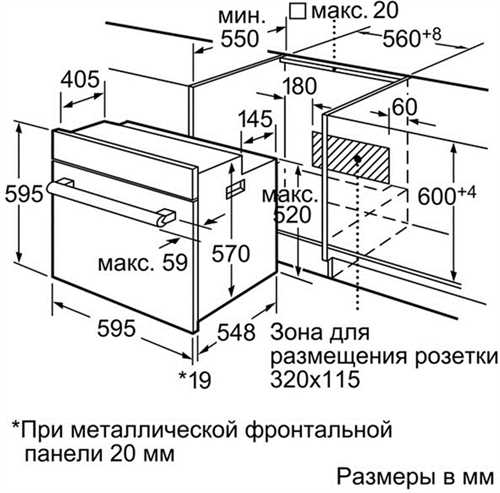 мин.
550
□ макс. 20
560+8
405
180
145
60
595
макс.
520
600+4
570
макс. 59
595
548
*19
Зона для
размещения розетки
320x115
*При металлической фронтальной
панели 20 мм
Размеры в мм